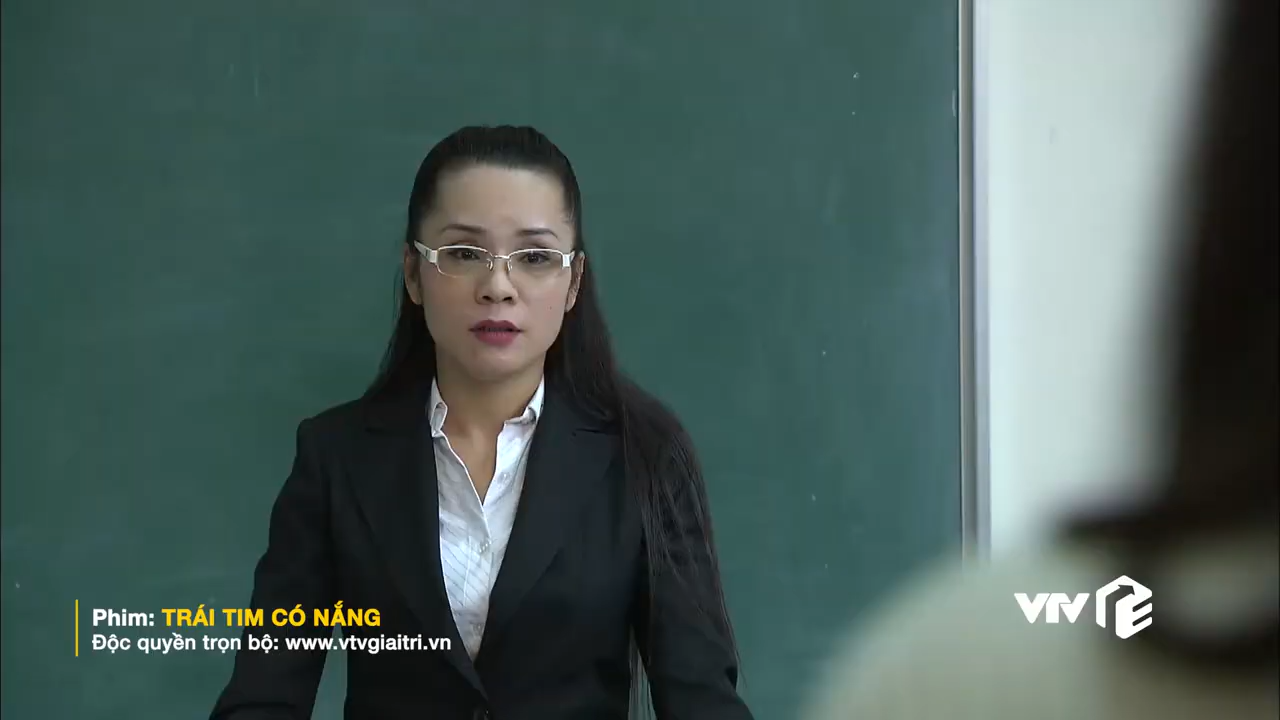 Phim: TRÁI TIM CÓ NẮNG
Độc quyền trọn bộ: www.vtvgiaitri.vn
VTV